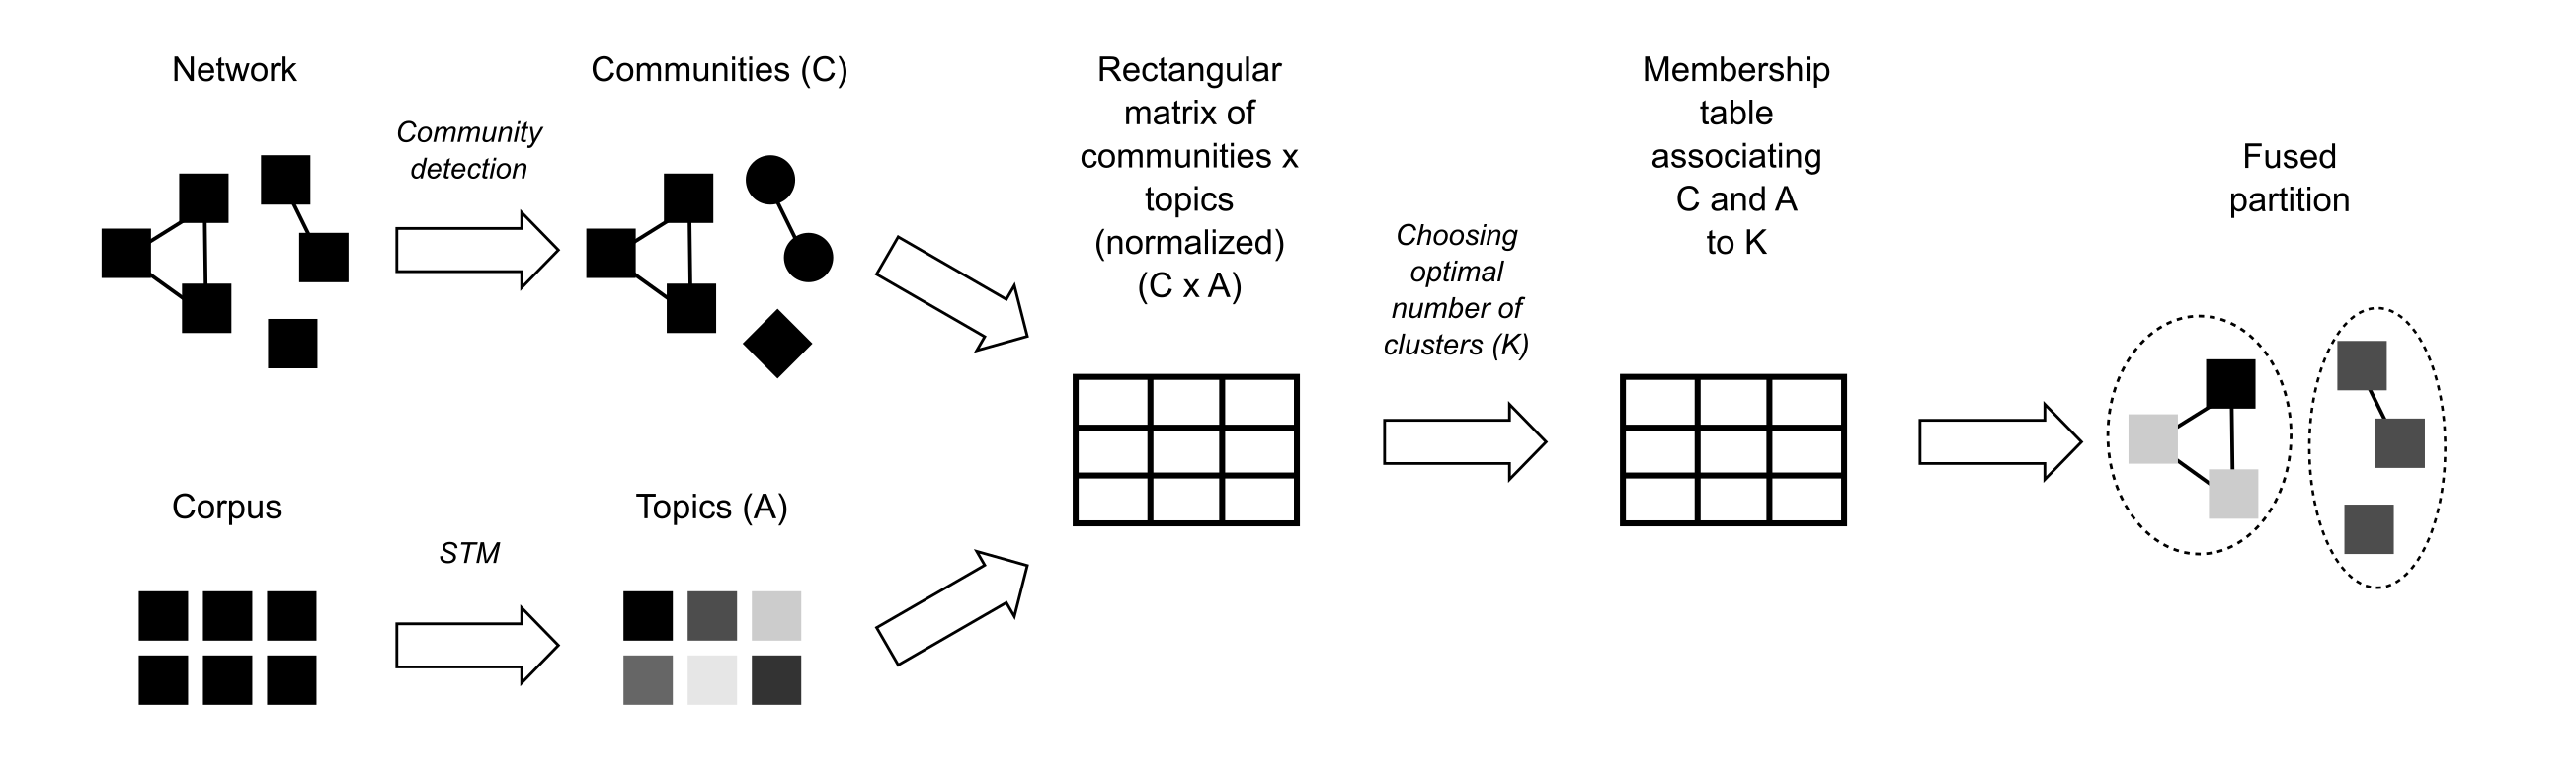 Network
Community
detection
Communities (C)
Rectangular
matrix of
communities x
topics
(normalized)
(C x A)
Choosing
optimal
number of
clusters (K)
Membership
table
associating
C and A
to K
Fused
partition
Corpus
STM
Topics (A)